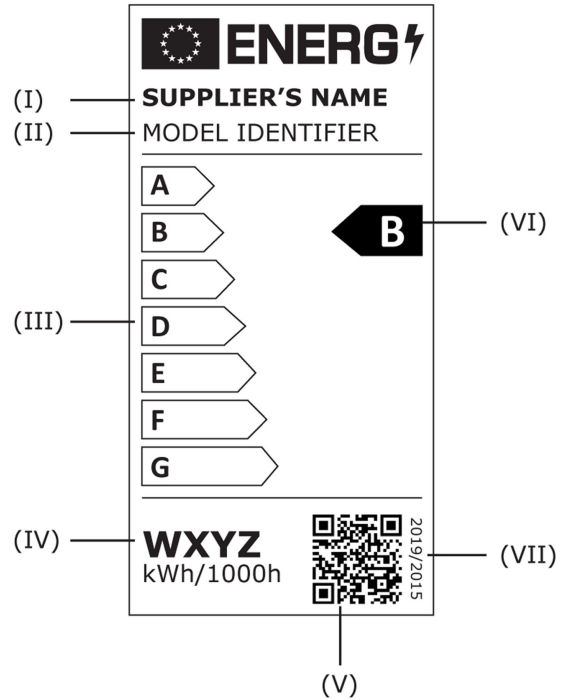 ENERG
(I)
SUPPLIER’S NAME
(II)
MODEL IDENTIFIER
A
B
B
(VI)
C
(III)
D
E
F
G
(IV)
WXYZ
kWh/1000h
2019/2015
(VII)
(V)